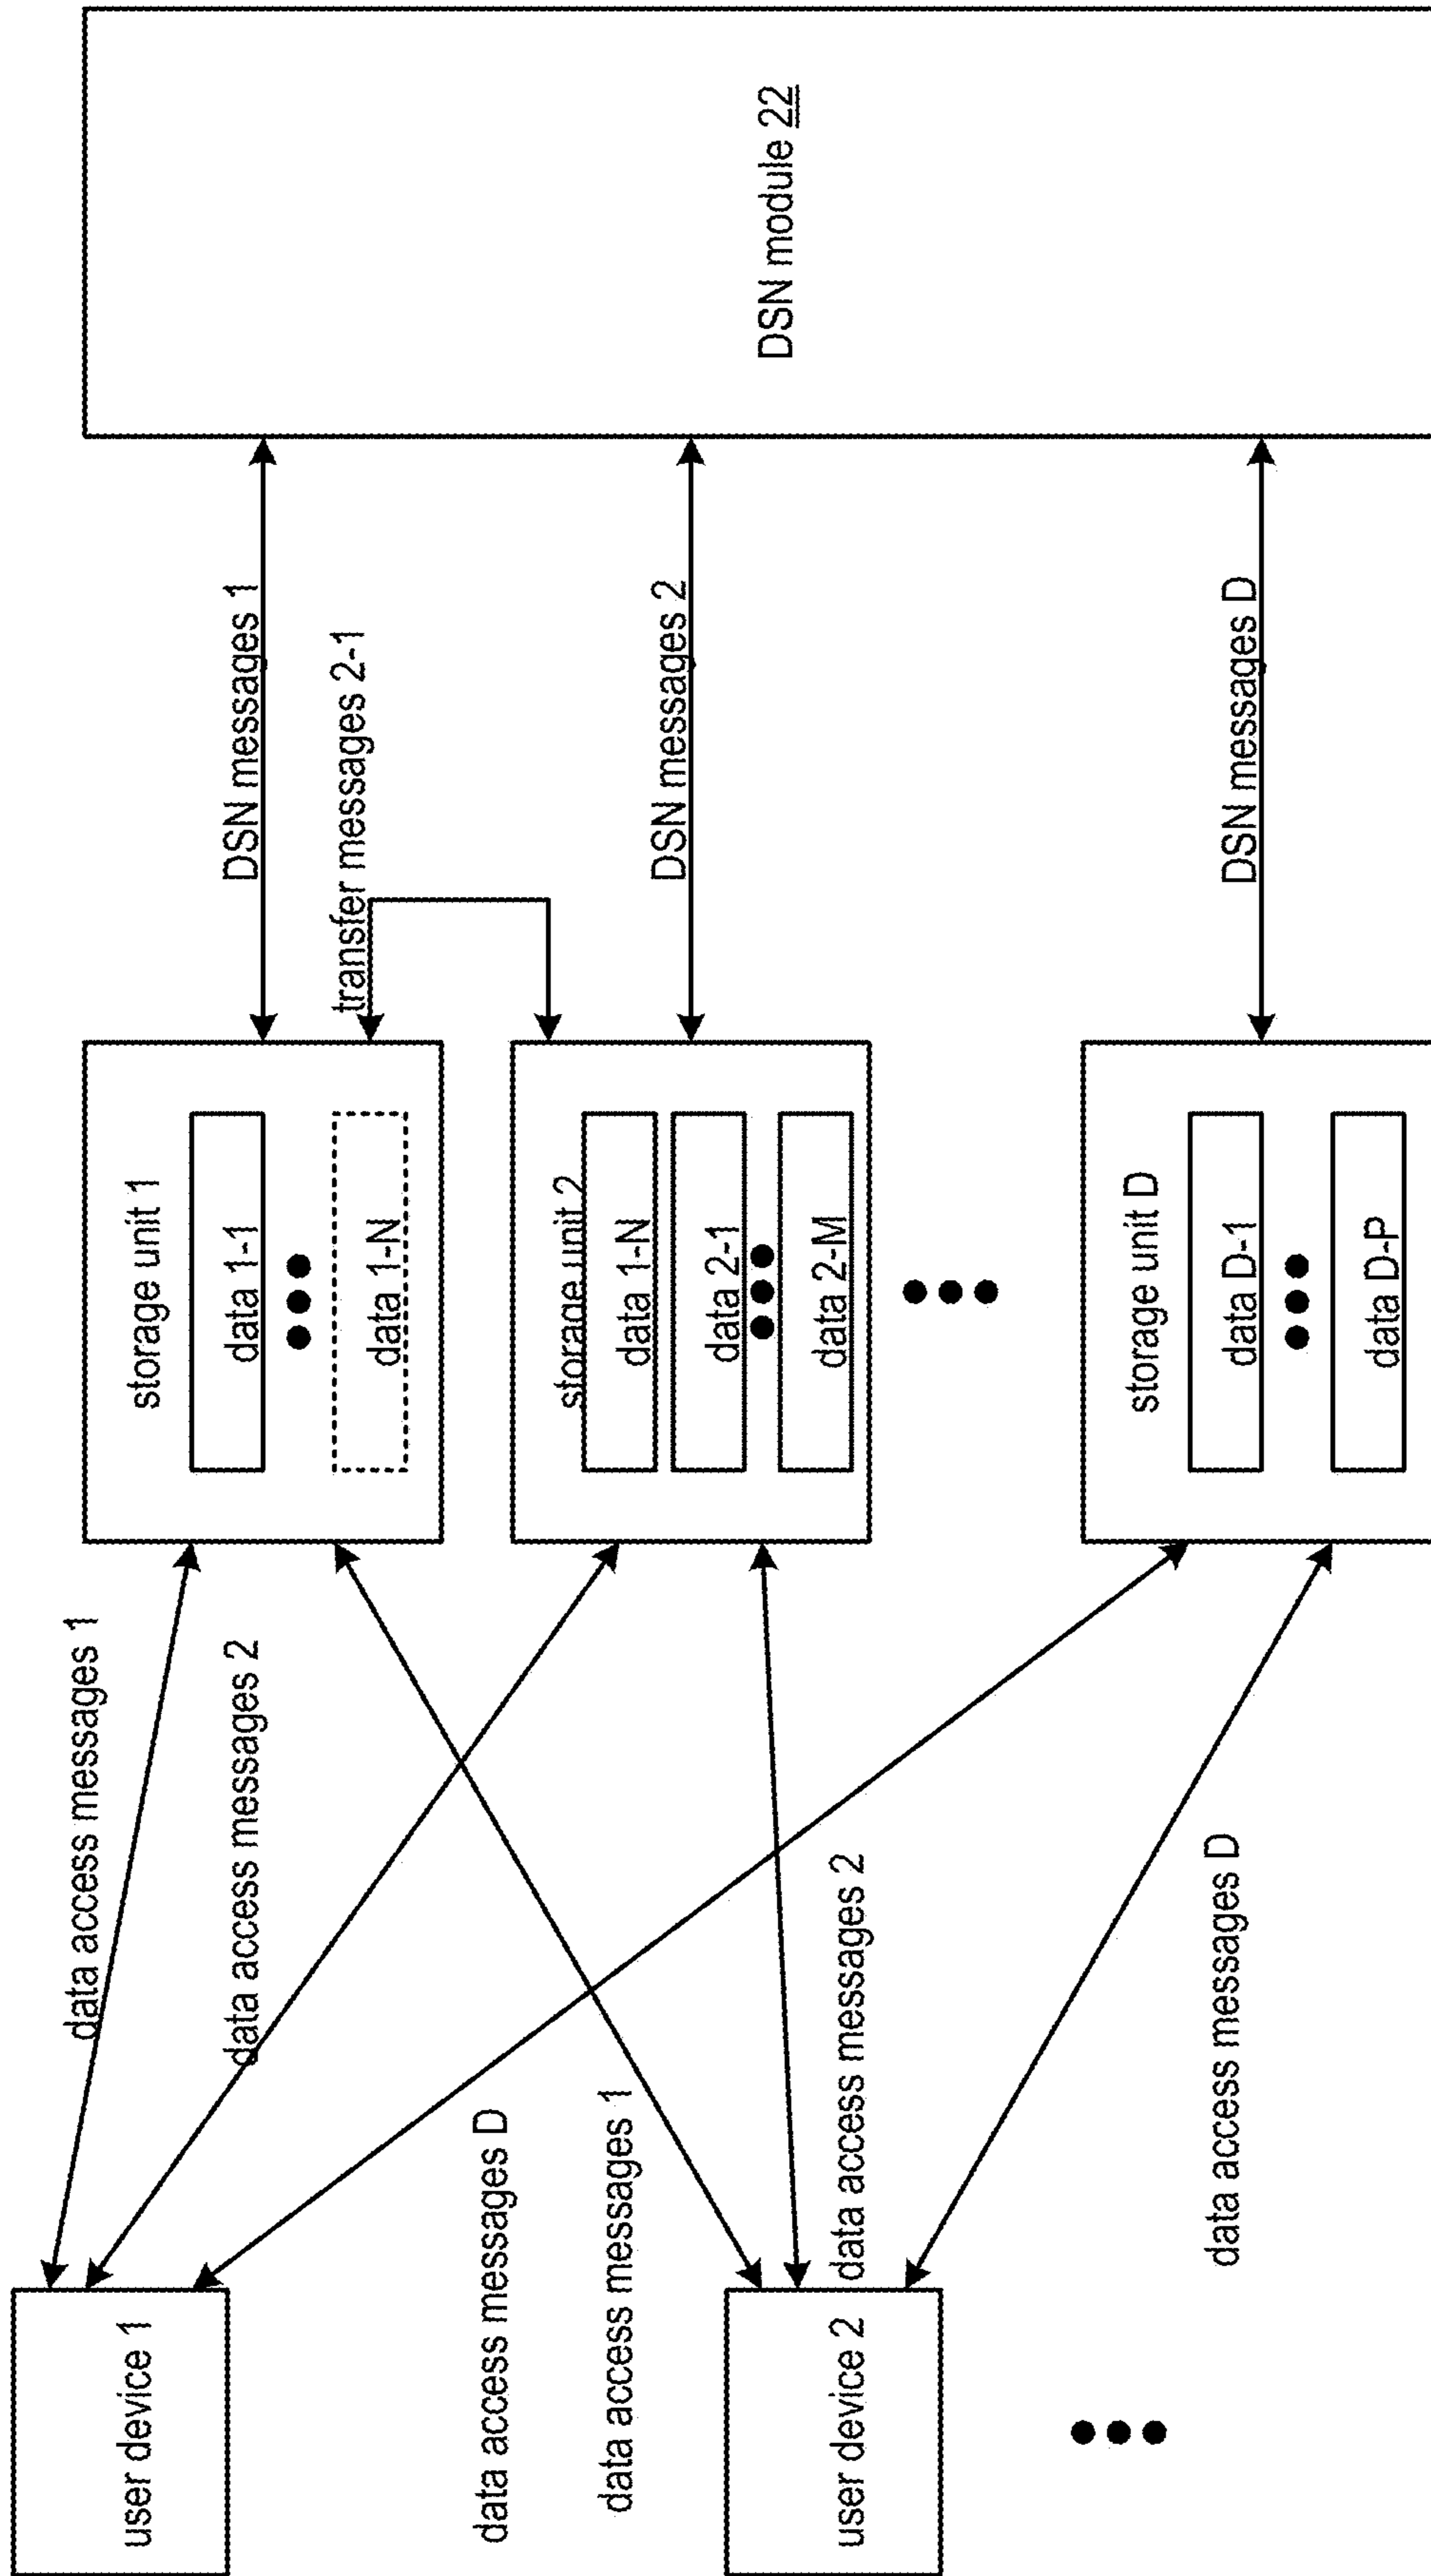 user device 1
data access messages 1
data access messages 2
data access messages D
data access messages 1
user device 2
data access messages 2
data access messages D
storage unit 1
data 1-1
data 1-N
storage unit 2
data 1-N
data 2-1
data 2-M
storage unit D
data D-1
data D-P
DSN messages 1
transfer messages 2-1
DSN messages 2
DSN messages D
DSN module 22